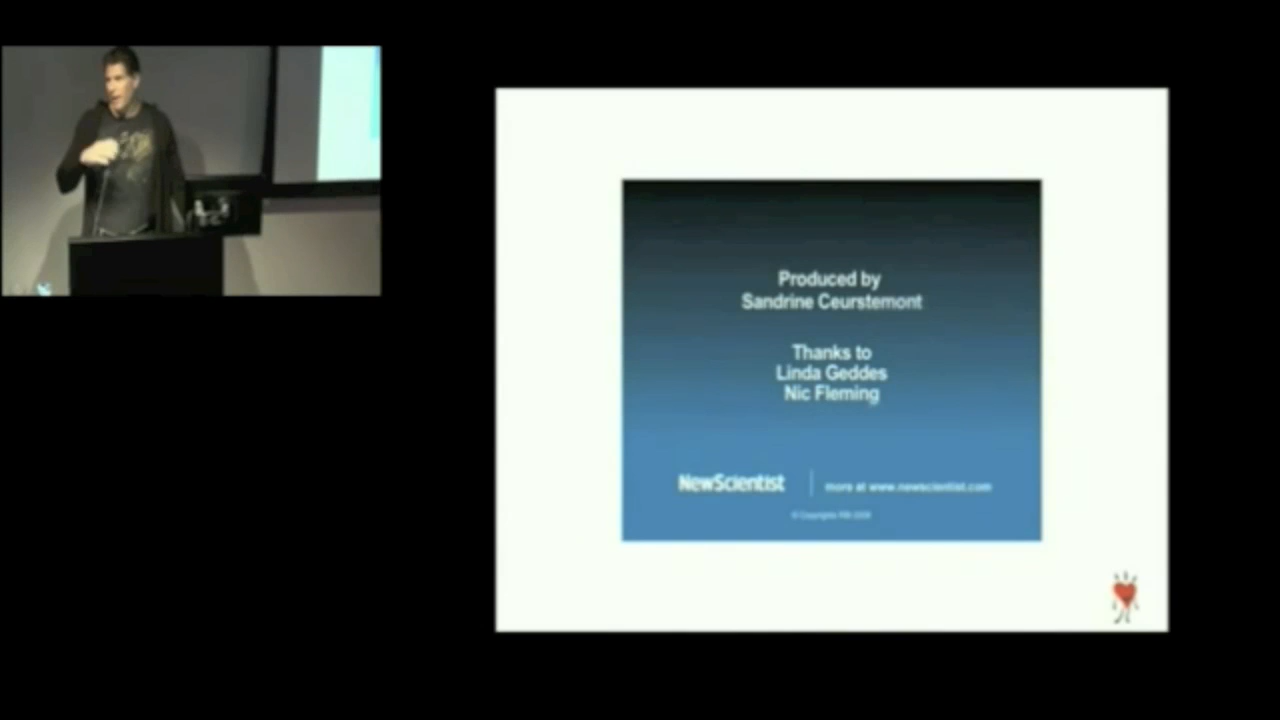 Produced by
Sandrine Ceurstemont
Thanks to
Linda Geddes
Nic Fleming
NewScientist
more at www.newscientist.com